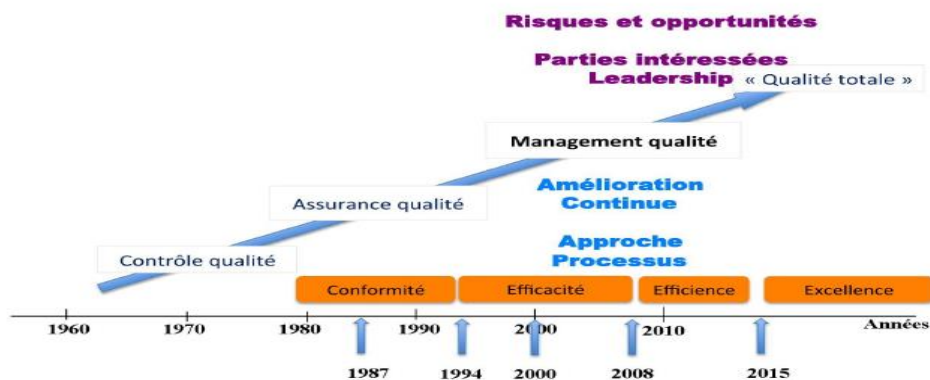 Risques et opportunités
Parties intéressées
Leadership
« Qualité totale »
Management qualité
Amélioration
Continue
Assurance qualité
Approche
Processus
Contrôle qualité
Conformité
Efficacité
Efficience
Excellence
1960
1970
1980
1990
2000
2010
Années
1987
1994
2000
2008
2015